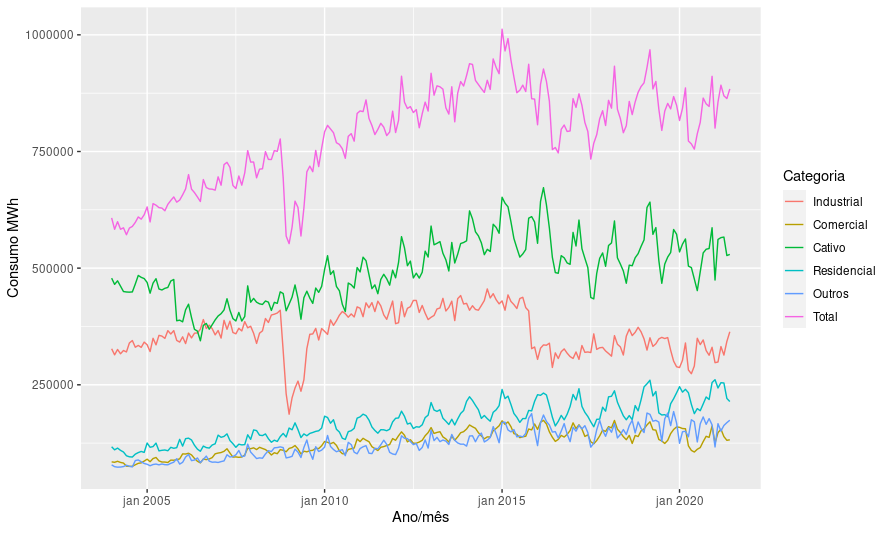 Consumo MWh
1000000
750000
500000
250000
jan 2005
jan 2010
jan 2015
jan 2020
Ano/mês
Categoria
Industrial
Comercial
Cativo
Residencial
Outros
Total